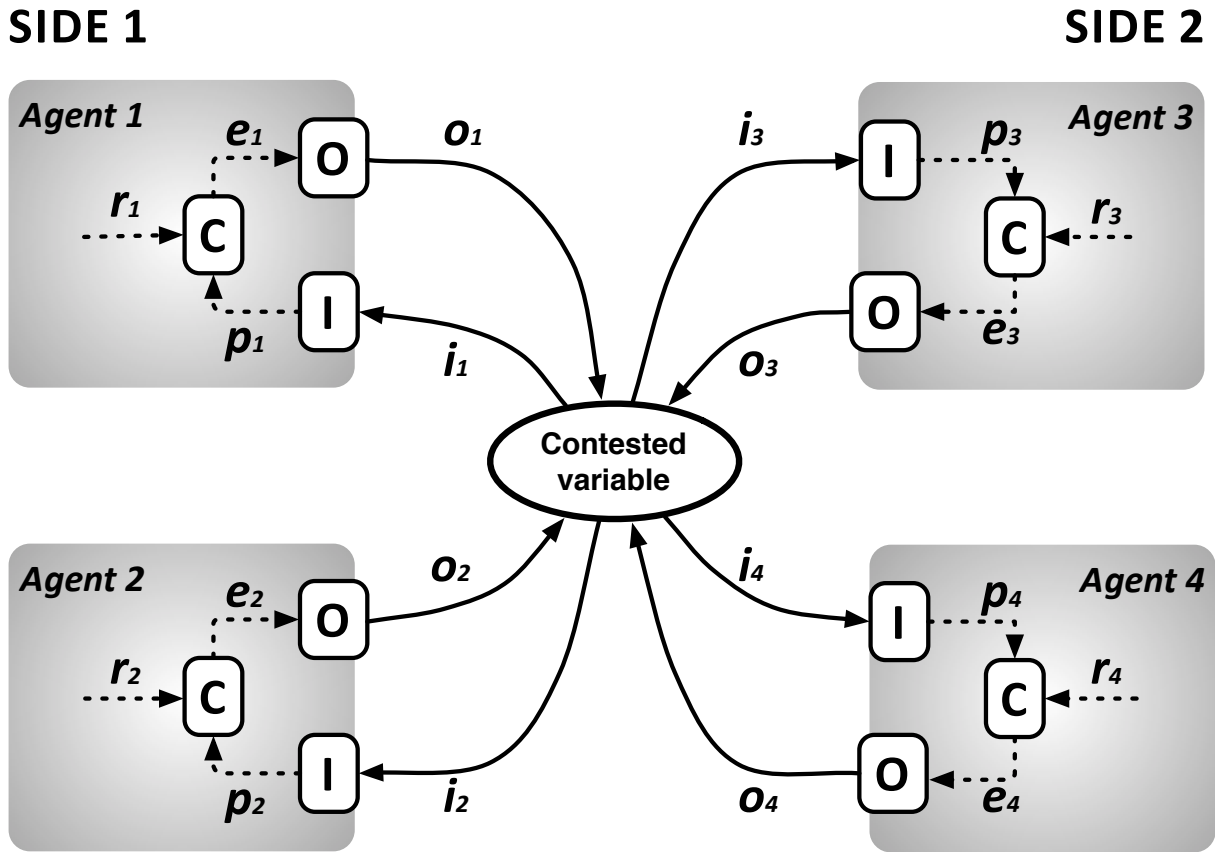 SIDE 1
SIDE 2
Agent 1
e1
O
o1
r1
C
I
p1
i1
i3
I
p3
Agent 3
C
r3
O
e3
o3
Contested
variable
Agent 2
e2
O
o2
r2
C
I
p2
i2
i4
I
p4
Agent 4
C
r4
O
e4
o4